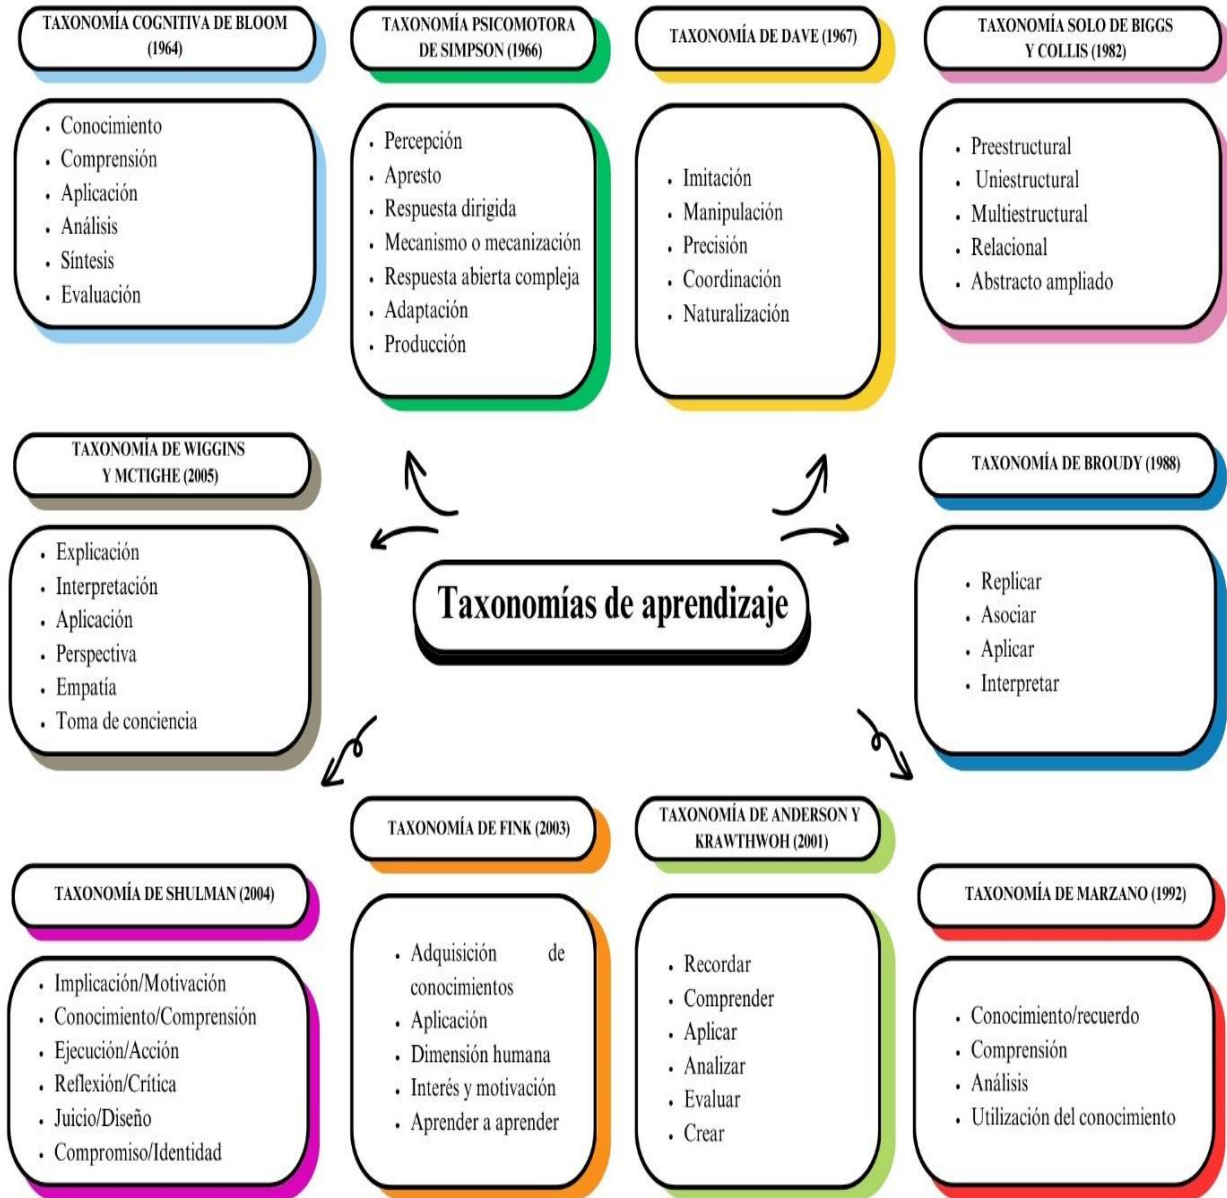 TAXONOMÍA COGNITIVA DE BLOOM
(1964)
• Conocimiento
• Comprensión
• Aplicación
• Análisis
• Síntesis
• Evaluación
TAXONOMÍA PSICOMOTORA
DE SIMPSON (1966)
• Percepción
• Apresto
• Respuesta dirigida
• Mecanismo o mecanización
• Respuesta abierta compleja
• Adaptación
• Producción
TAXONOMÍA DE DAVE (1967)
• Imitación
• Manipulación
• Precisión
• Coordinación
• Naturalización
TAXONOMÍA SOLO DE BIGGS
Y COLLIS (1982)
• Preestructural
• Uniestructural
• Multiestructural
• Relacional
• Abstracto ampliado
TAXONOMÍA DE WIGGINS
Y MCTIGHE (2005)
• Explicación
• Interpretación
• Aplicación
• Perspectiva
• Empatía
• Toma de conciencia
Taxonomías de aprendizaje
TAXONOMÍA DE BROUDY (1988)
• Replicar
• Asociar
• Aplicar
• Interpretar
TAXONOMÍA DE SHULMAN (2004)
• Implicación/Motivación
• Conocimiento/Comprensión
• Ejecución/Acción
• Reflexión/Crítica
• Juicio/Diseño
• Compromiso/Identidad
TAXONOMÍA DE FINK (2003)
• Adquisición de
conocimientos
• Aplicación
• Dimensión humana
• Interés y motivación
• Aprender a aprender
TAXONOMÍA DE ANDERSON Y
KRAWTHWOH (2001)
• Recordar
• Comprender
• Aplicar
• Analizar
• Evaluar
• Crear
TAXONOMÍA DE MARZANO (1992)
• Conocimiento/recuerdo
• Comprensión
• Análisis
• Utilización del conocimiento